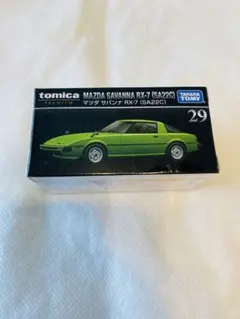 tomica
PREMIUM
MAZDA SAVANNA RX-7 (SA22C)
マツダ サバンナ RX-7 (SA22C)
TAKARA
TOMY
29